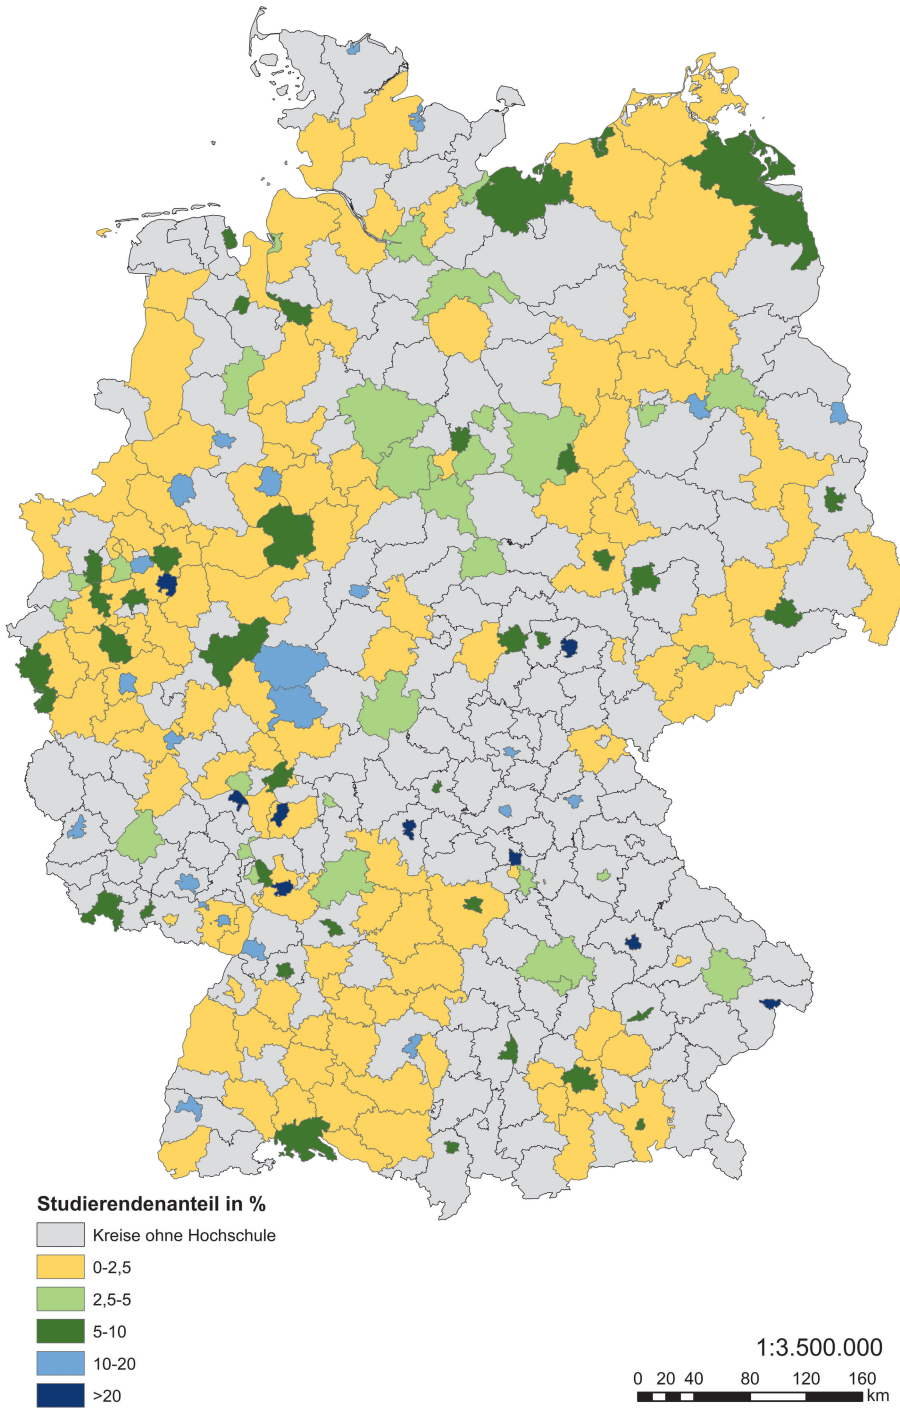 Studierendenanteil in %
Kreise ohne Hochschule
0-2,5
2,5-5
5-10
10-20
>20
1:3.500.000
0 20 40 80 120 160
km